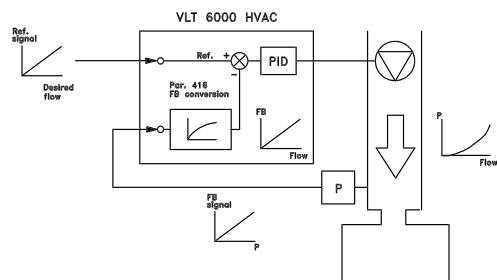 VLT 6000 HVAC
Ref.
signal
Desired
flow
Ref.
+
−
PID
Par. 416
FB conversion
FB
Flow
P
Flow
P
FB
signal
P